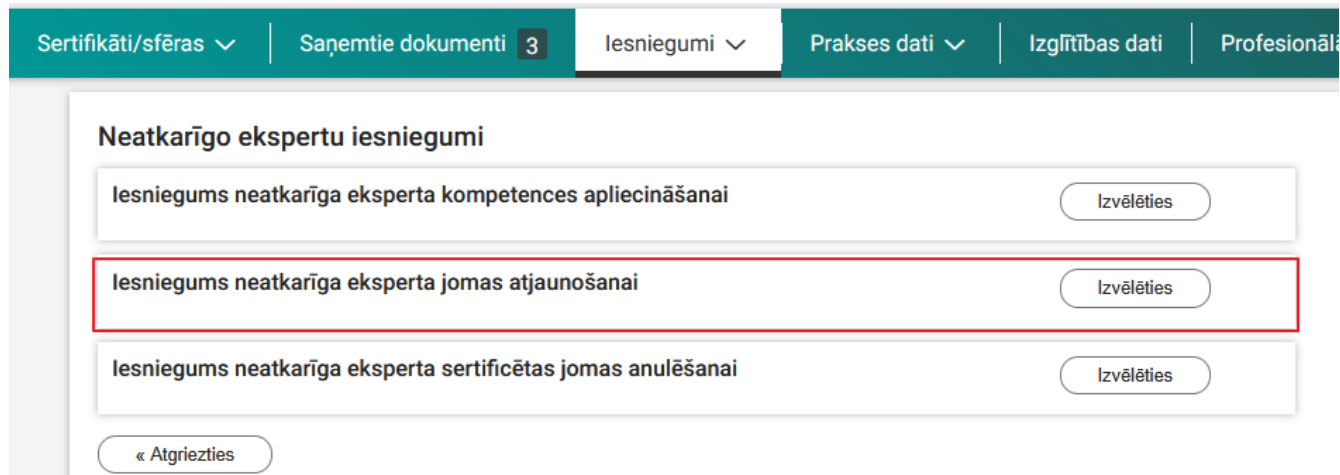 Sertifikāti/sfēras
Saņemtie dokumenti 3
Iesniegumi
Prakses dati
Izglītības dati
Neatkarīgo ekspertu iesniegumi
Iesniegums neatkarīga eksperta kompetences apliecināšanai
Izvēlēties
Iesniegums neatkarīga eksperta jomas atjaunošanai
Izvēlēties
Iesniegums neatkarīga eksperta sertificētas jomas anulēšanai
Izvēlēties
« Atgriezties